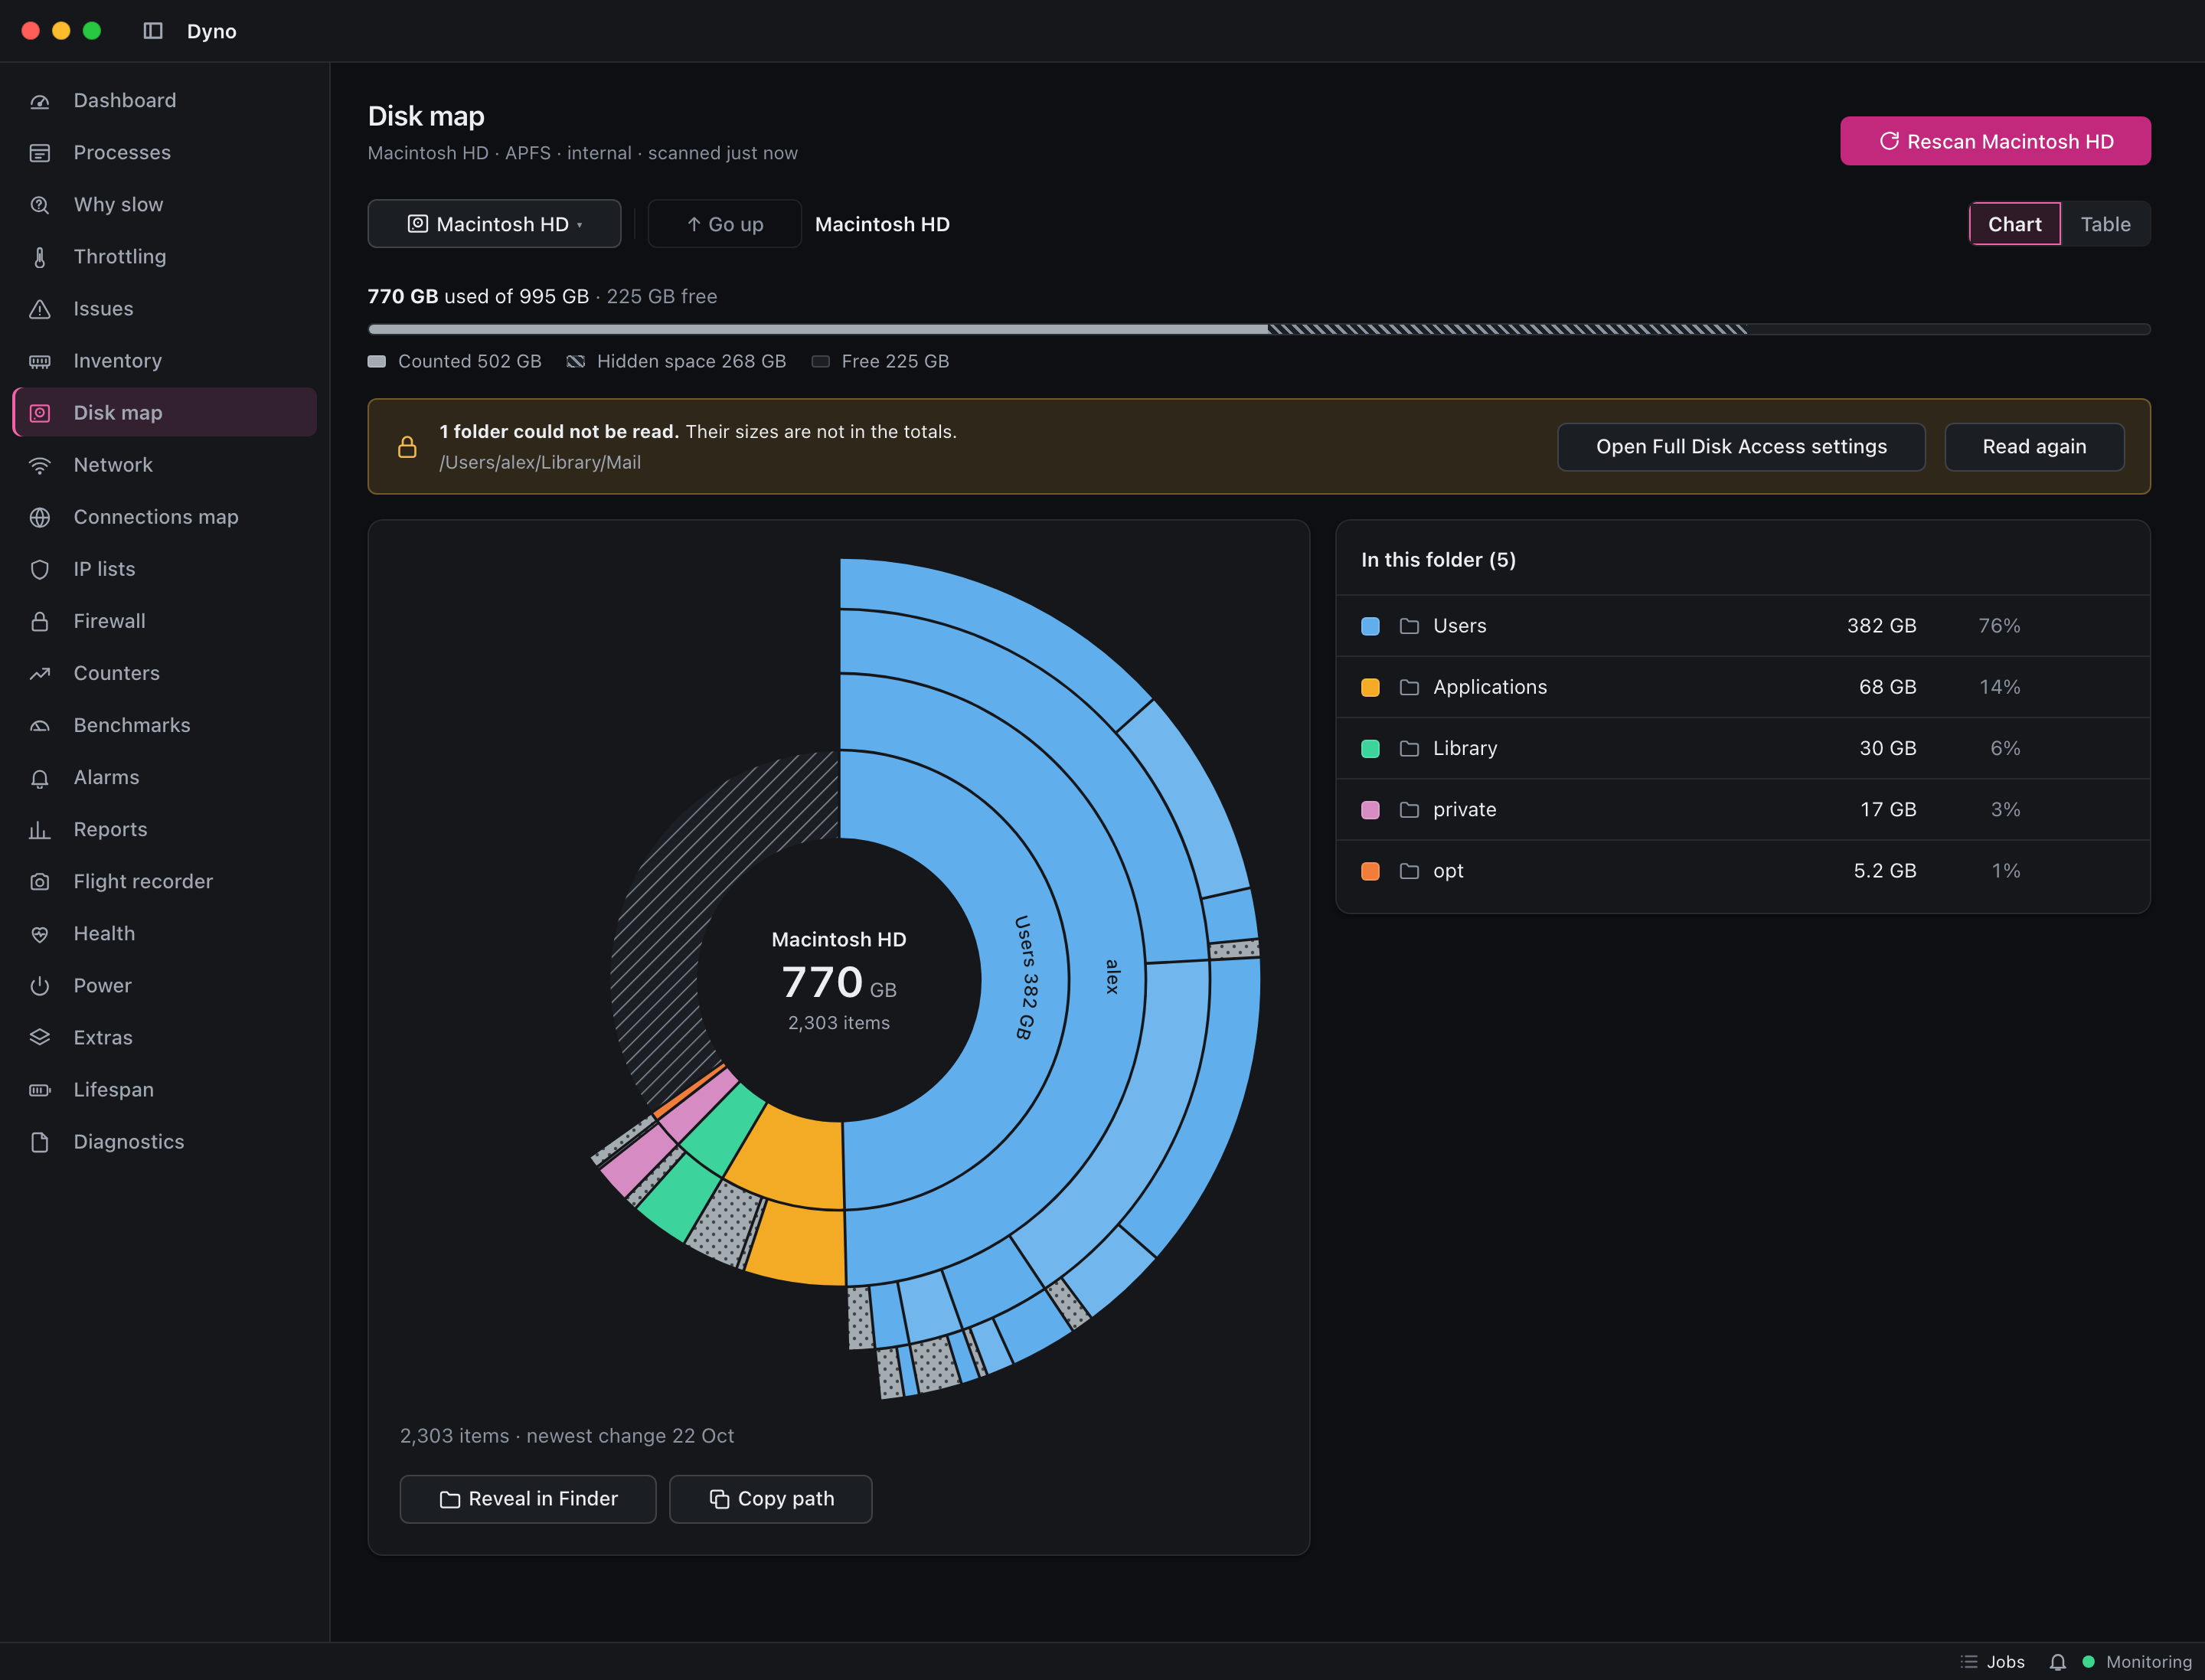 Dyno
Dashboard
Processes
Why slow
Throttling
Issues
Inventory
Disk map
Network
Connections map
IP lists
Firewall
Counters
Benchmarks
Alarms
Reports
Flight recorder
Health
Power
Extras
Lifespan
Diagnostics
Disk map
Macintosh HD · APFS · internal · scanned just now
Rescan Macintosh HD
Macintosh HD
Go up
Macintosh HD
Chart
Table
770 GB used of 995 GB · 225 GB free
Counted 502 GB
Hidden space 268 GB
Free 225 GB
1 folder could not be read. Their sizes are not in the totals.
/Users/alex/Library/Mail
Open Full Disk Access settings
Read again
Users 382 GB
alex
Macintosh HD
770 GB
2,303 items
2,303 items · newest change 22 Oct
Reveal in Finder
Copy path
In this folder (5)
Users 382 GB 76%
Applications 68 GB 14%
Library 30 GB 6%
private 17 GB 3%
opt 5.2 GB 1%
Jobs
Monitoring